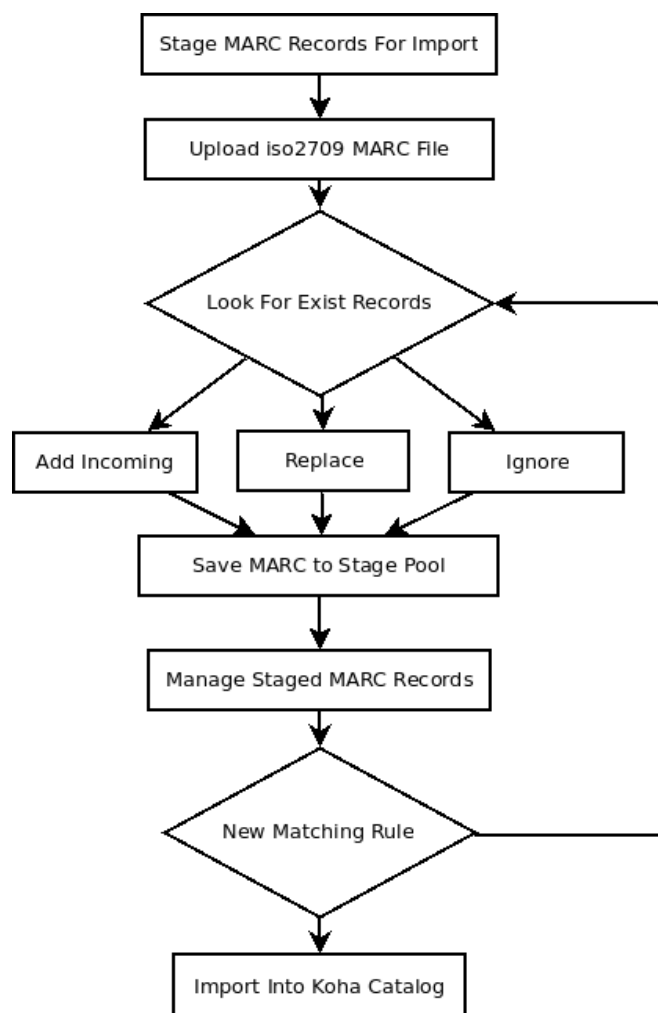 Stage MARC Records For Import
Upload iso2709 MARC File
Look For Exist Records
Add Incoming
Replace
Ignore
Save MARC to Stage Pool
Manage Staged MARC Records
New Matching Rule
Import Into Koha Catalog